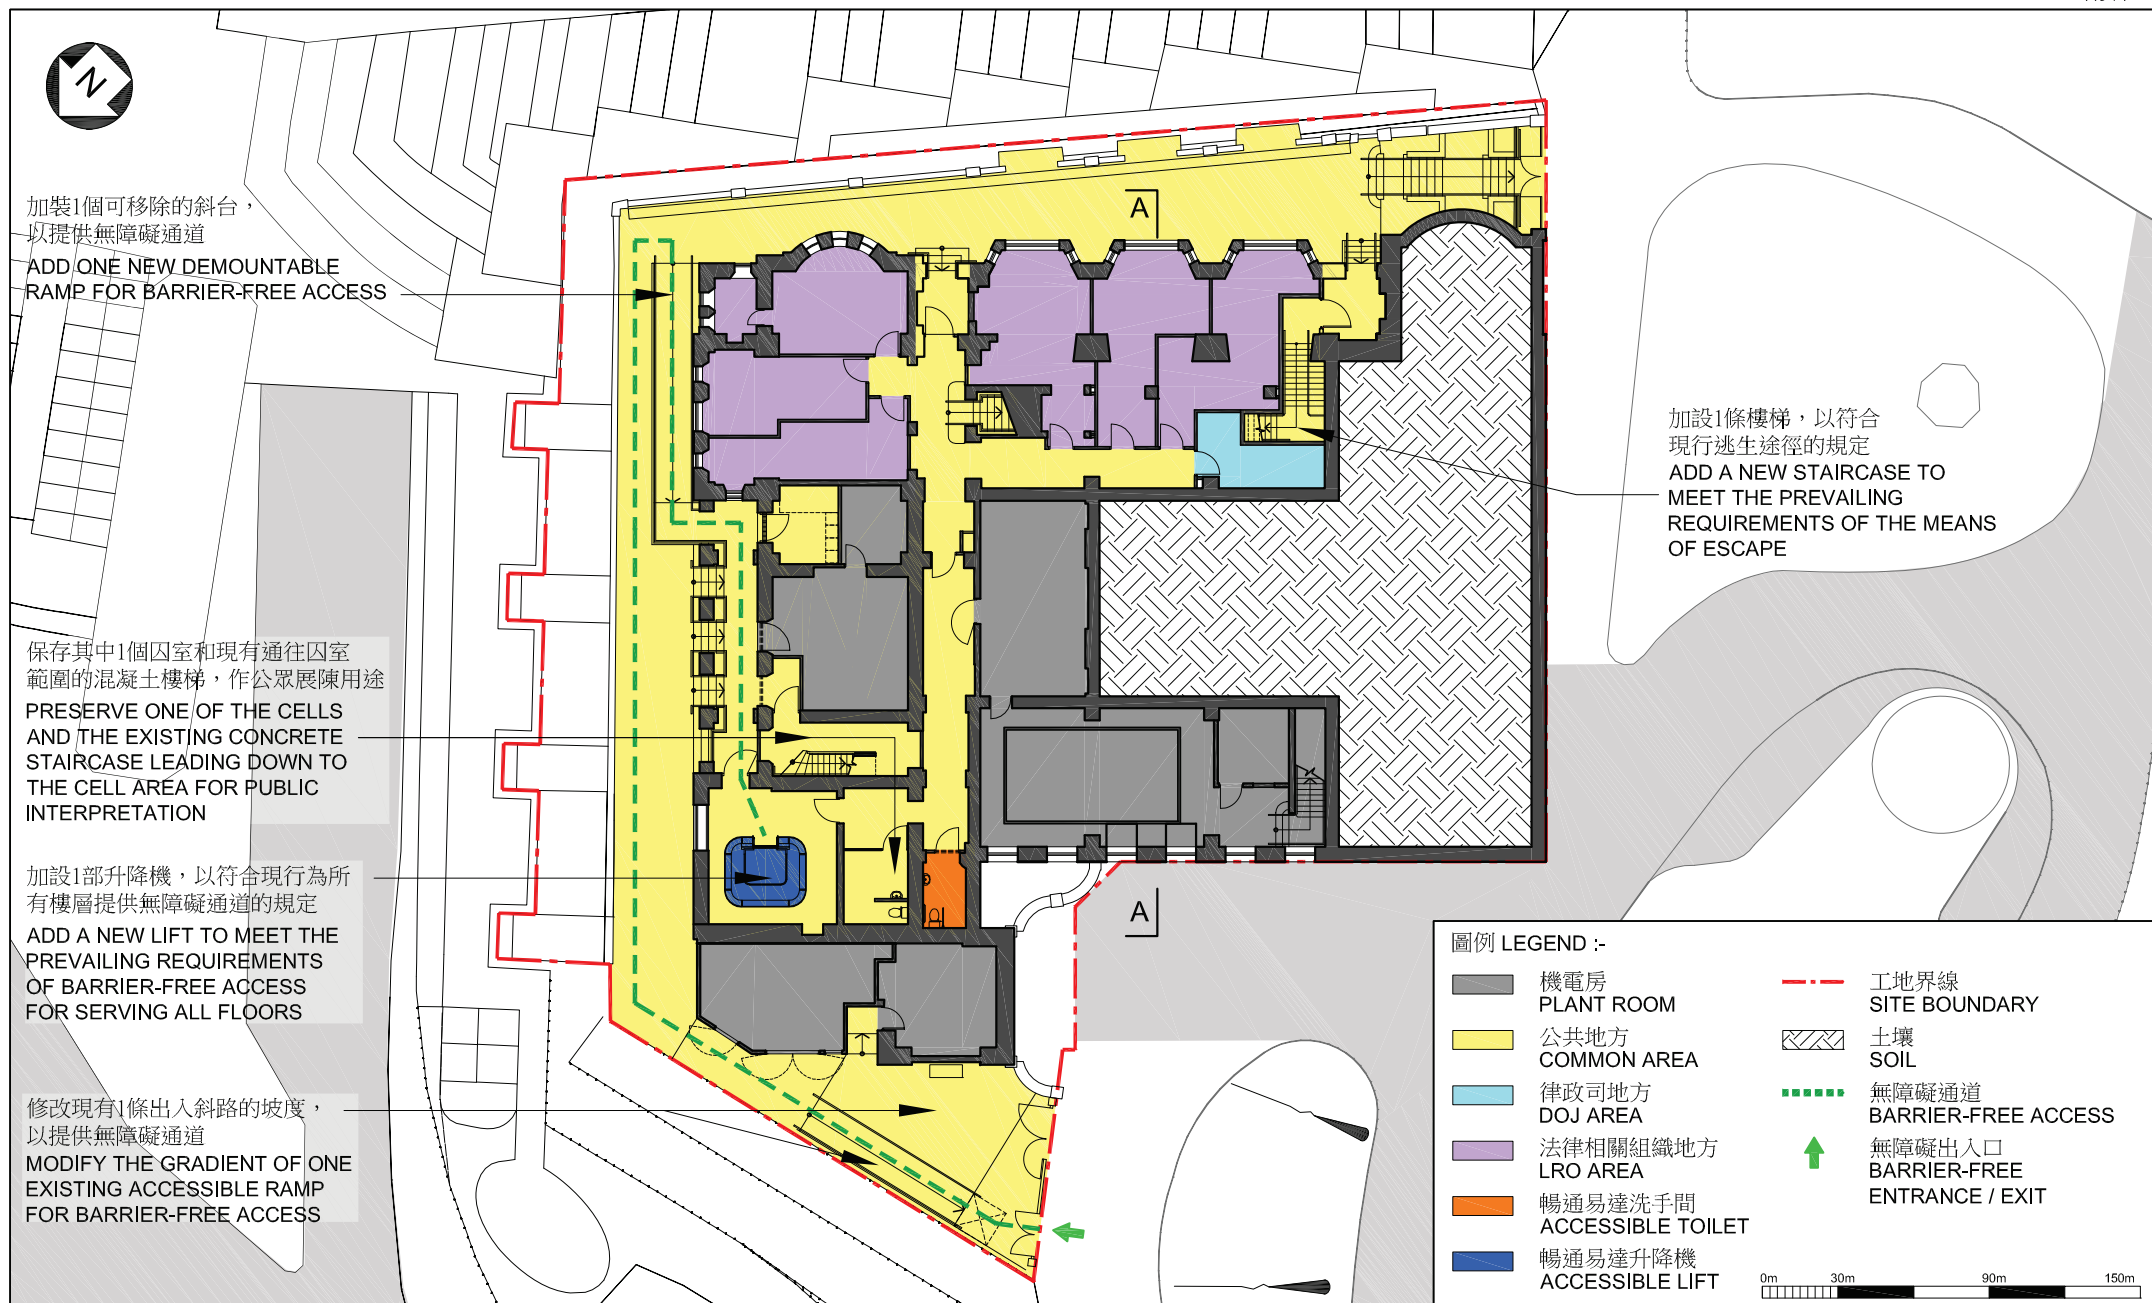 N
加裝1個可移除的斜台，
以提供無障礙通道
ADD ONE NEW DEMOUNTABLE
RAMP FOR BARRIER-FREE ACCESS
保存其中1個囚室和現有通往囚室
範圍的混凝土樓梯，作公眾展陳用途
PRESERVE ONE OF THE CELLS
AND THE EXISTING CONCRETE
STAIRCASE LEADING DOWN TO
THE CELL AREA FOR PUBLIC
INTERPRETATION
加設1部升降機，以符合現行為所
有樓層提供無障礙通道的規定
ADD A NEW LIFT TO MEET THE
PREVAILING REQUIREMENTS
OF BARRIER-FREE ACCESS
FOR SERVING ALL FLOORS
修改現有1條出入斜路的坡度，
以提供無障礙通道
MODIFY THE GRADIENT OF ONE
EXISTING ACCESSIBLE RAMP
FOR BARRIER-FREE ACCESS
A
A
加設1條樓梯，以符合
現行逃生途徑的規定
ADD A NEW STAIRCASE TO
MEET THE PREVAILING
REQUIREMENTS OF THE MEANS
OF ESCAPE
圖例 LEGEND :-
機電房
PLANT ROOM
公共地方
COMMON AREA
律政司地方
DOJ AREA
法律相關組織地方
LRO AREA
暢通易達洗手間
ACCESSIBLE TOILET
暢通易達升降機
ACCESSIBLE LIFT
工地界線
SITE BOUNDARY
土壤
SOIL
無障礙通道
BARRIER-FREE ACCESS
無障礙出入口
BARRIER-FREE
ENTRANCE / EXIT
0m 30m 90m 150m